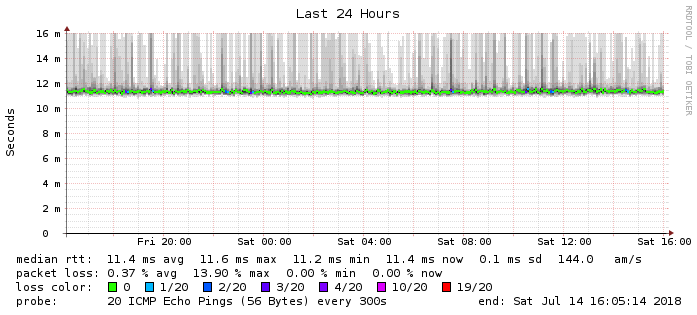 Last 24 Hours
RRDTOOL / TOBI OETIKER
Seconds
16 m
14 m
12 m
10 m
8 m
6 m
4 m
2 m
0
Fri 20:00 Sat 00:00 Sat 04:00 Sat 08:00 Sat 12:00 Sat 16:00
median rtt: 11.4 ms avg 11.6 ms max 11.2 ms min 11.4 ms now 0.1 ms sd 144.0 am/s
packet loss: 0.37 % avg 13.90 % max 0.00 % min 0.00 % now
loss color: 0 1/20 2/20 3/20 4/20 10/20 19/20
probe: 20 ICMP Echo Pings (56 Bytes) every 300s end: Sat Jul 14 16:05:14 2018